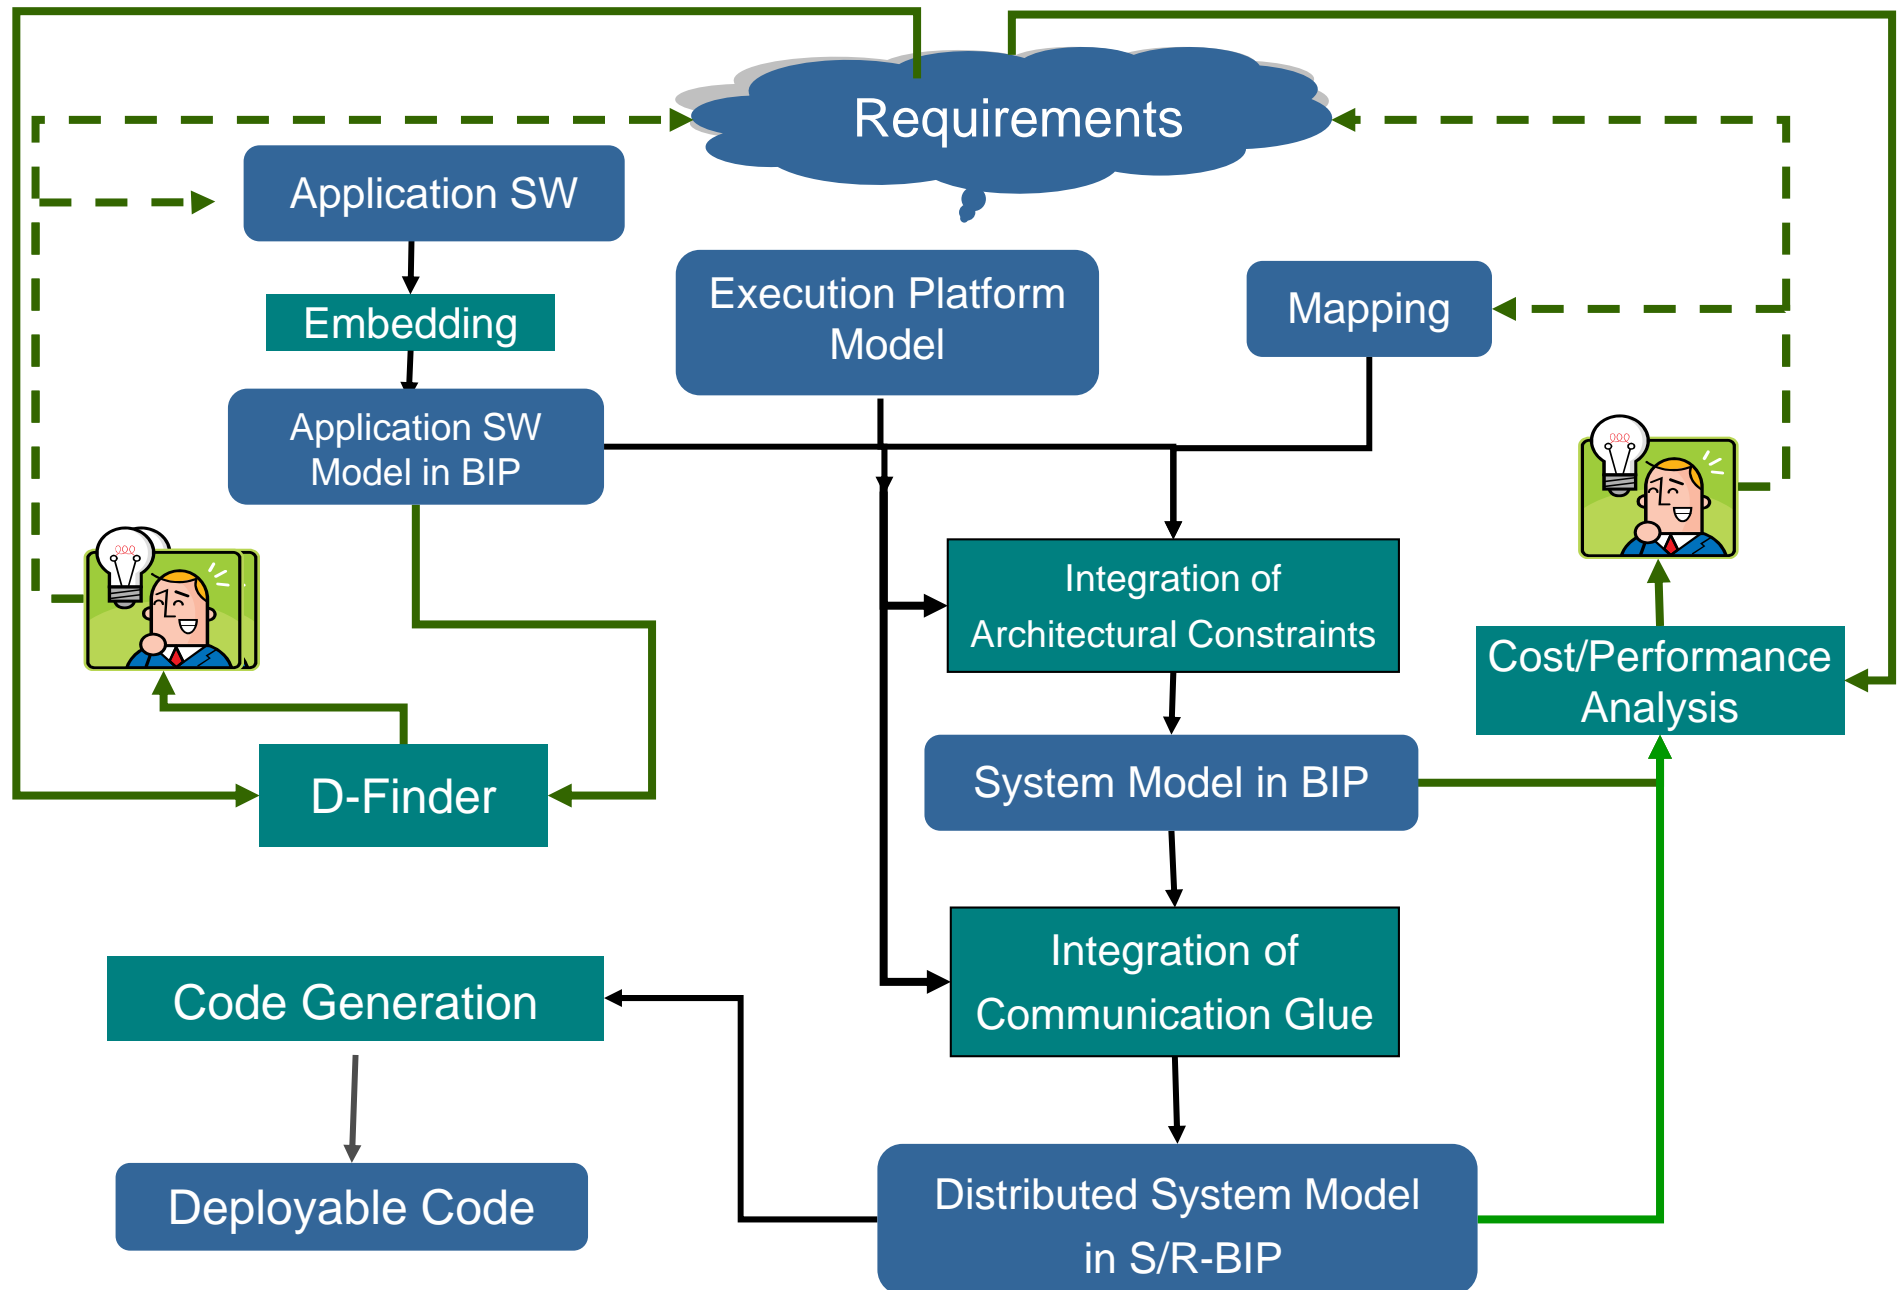 Requirements
Application SW
Execution Platform
Model
Mapping
Embedding
Application SW
Model in BIP
Integration of
Architectural Constraints
Cost/Performance
Analysis
D-Finder
System Model in BIP
Integration of
Communication Glue
Code Generation
Deployable Code
Distributed System Model
in S/R-BIP